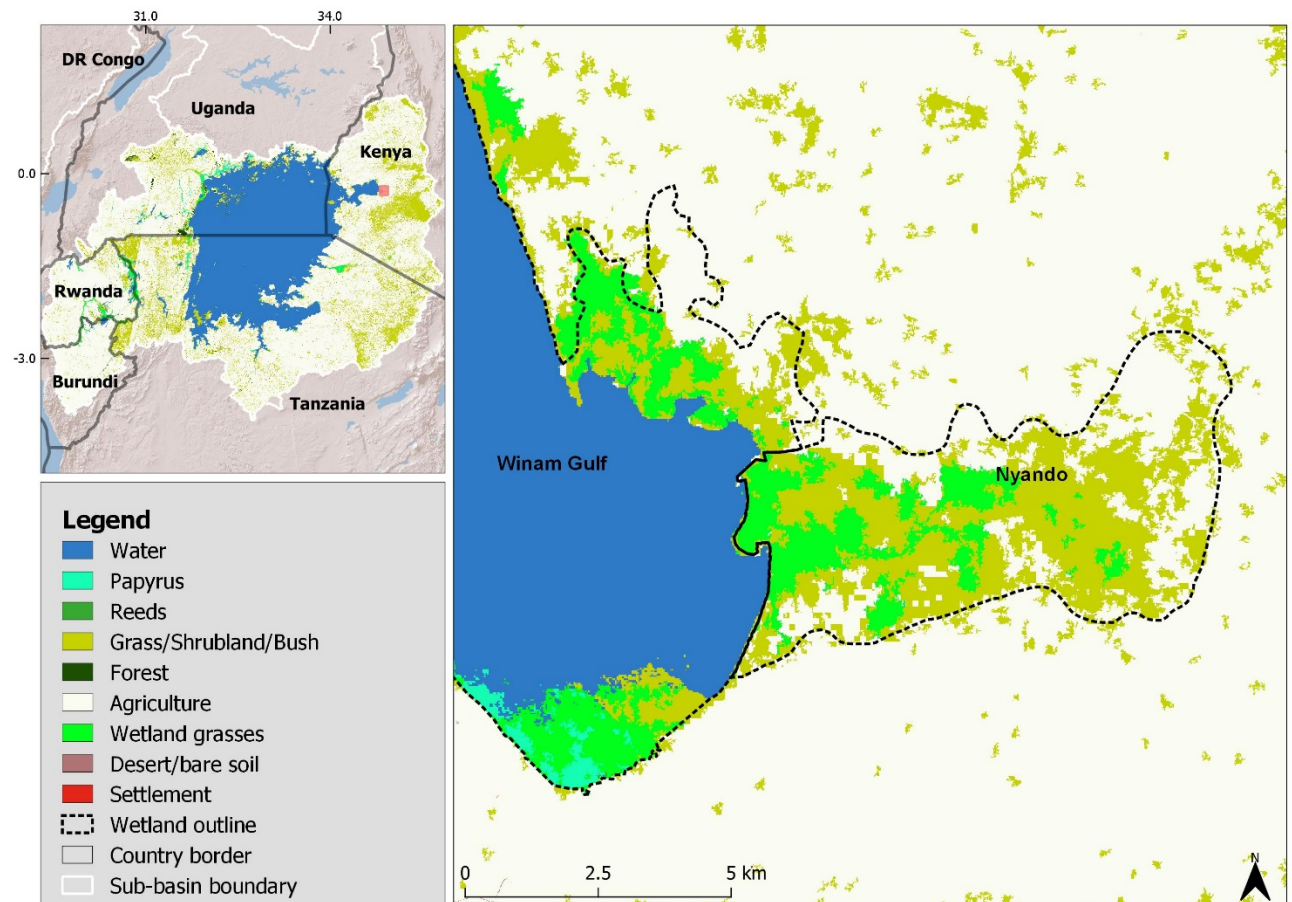 31.0
34.0
DR Congo
Uganda
Kenya
0.0
Rwanda
-3.0
Burundi
Tanzania
Legend
Water
Papyrus
Reeds
Grass/Shrubland/Bush
Forest
Agriculture
Wetland grasses
Desert/bare soil
Settlement
Wetland outline
Country border
Sub-basin boundary
Winam Gulf
Nyando
0
2.5
5 km
N